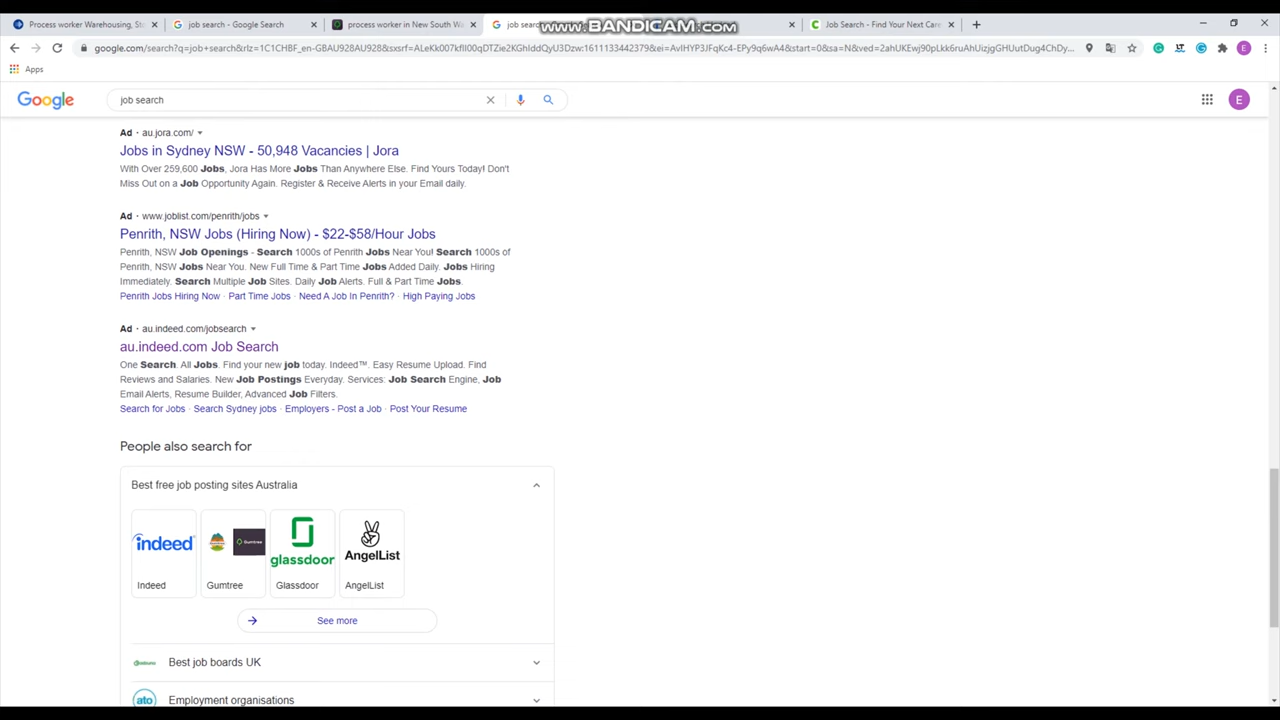 Process worker Warehousing, St
job search - Google Search
process worker in New South Wa
job sea
www.BANDICAM.com
Job Search - Find Your Next Care
google.com/search?q=job+search&rlz=1C1CHBF_en-GBAU928AU928&sxsrf=ALeKk007kfII00qDTZie2KGhIddQyU3Dzw:1611133442379&ei=AvIHYP3JFqKc4-EPy9q6wA4&start=0&sa=N&ved=2ahUKEwj90pLkk6ruAhUizjgGHUutDug4ChDy...
Apps
Google
job search
E
Ad · au.jora.com/
Jobs in Sydney NSW - 50,948 Vacancies | Jora
With Over 259,600 Jobs, Jora Has More Jobs Than Anywhere Else. Find Yours Today! Don't
Miss Out on a Job Opportunity Again. Register & Receive Alerts in your Email daily.
Ad · www.joblist.com/penrith/jobs
Penrith, NSW Jobs (Hiring Now) - $22-$58/Hour Jobs
Penrith, NSW Job Openings - Search 1000s of Penrith Jobs Near You! Search 1000s of
Penrith, NSW Jobs Near You. New Full Time & Part Time Jobs Added Daily. Jobs Hiring
Immediately. Search Multiple Job Sites. Daily Job Alerts. Full & Part Time Jobs.
Penrith Jobs Hiring Now · Part Time Jobs · Need A Job In Penrith? · High Paying Jobs
Ad · au.indeed.com/jobsearch
au.indeed.com Job Search
One Search. All Jobs. Find your new job today. Indeed™. Easy Resume Upload. Find
Reviews and Salaries. New Job Postings Everyday. Services: Job Search Engine, Job
Email Alerts, Resume Builder, Advanced Job Filters.
Search for Jobs · Search Sydney jobs · Employers - Post a Job · Post Your Resume
People also search for
Best free job posting sites Australia
indeed
Gumtree
glassdoor
AngelList
Indeed
Gumtree
Glassdoor
AngelList
See more
Best job boards UK
ato
Employment organisations